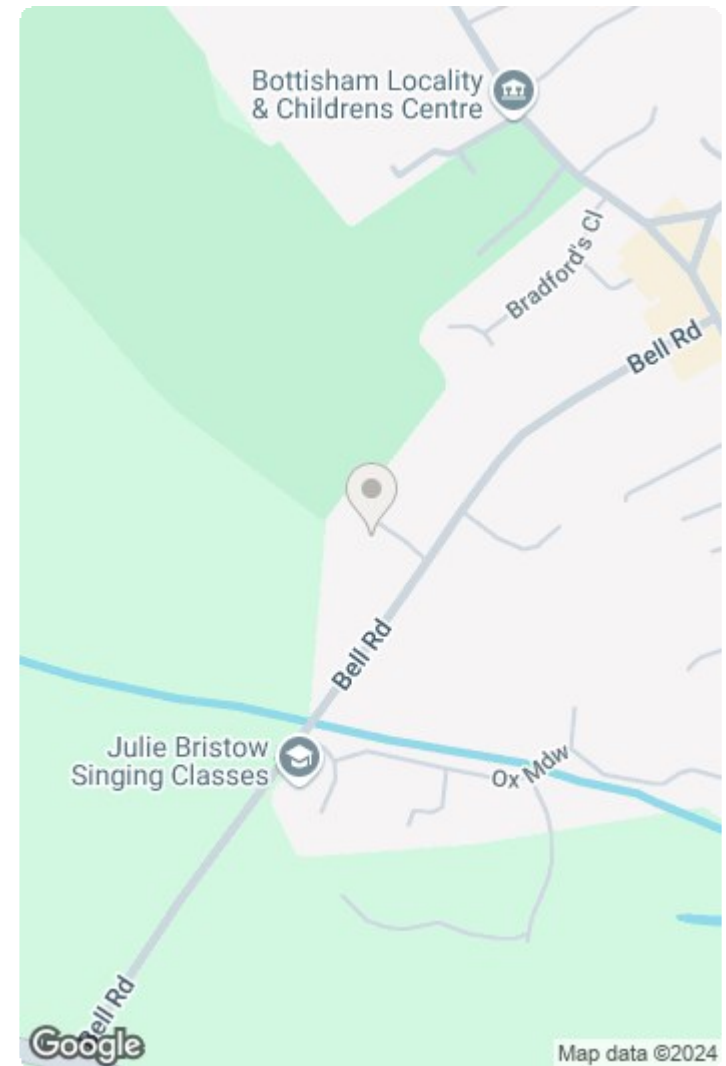 Bottisham Locality
& Childrens Centre
Bradford's Cl
Bell Rd
Bell Rd
Julie Bristow
Singing Classes
Ox Mdw
Bell Rd
Google
Map data ©2024